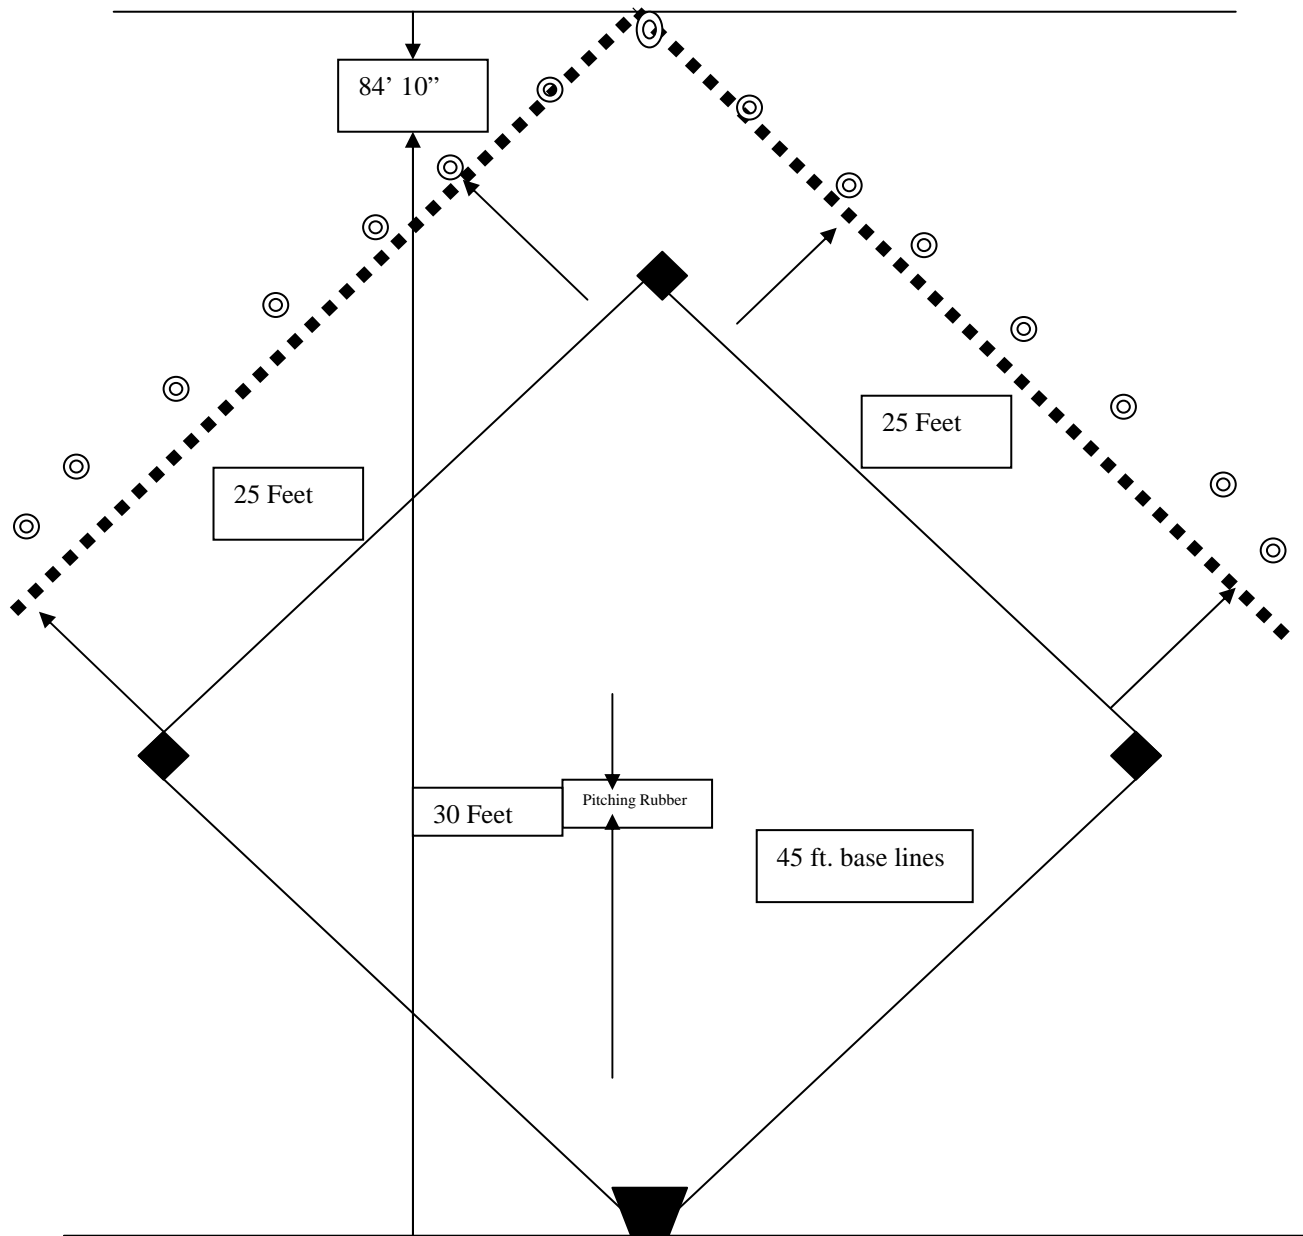 84’ 10”
25 Feet
25 Feet
Pitching Rubber
30 Feet
45 ft. base lines